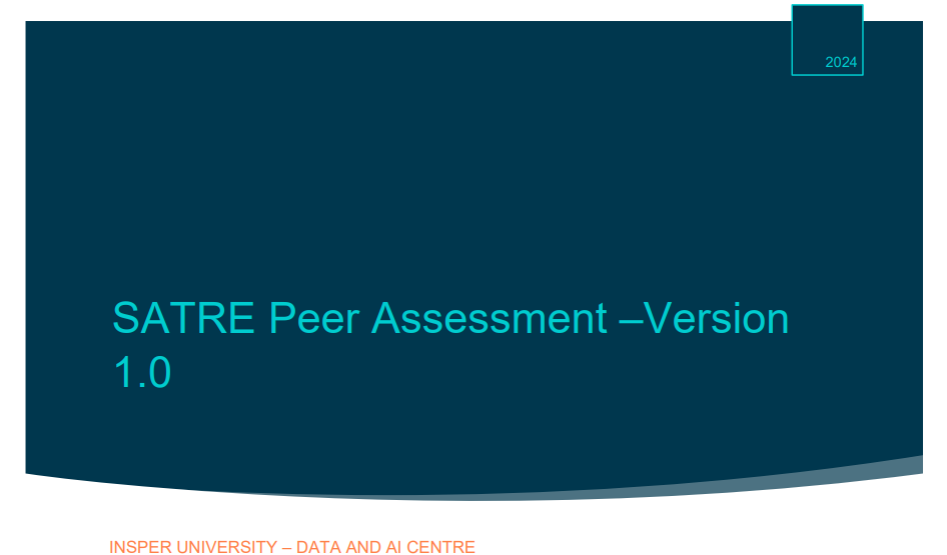 2024
SATRE Peer Assessment –Version
1.0
INSPER UNIVERSITY – DATA AND AI CENTRE